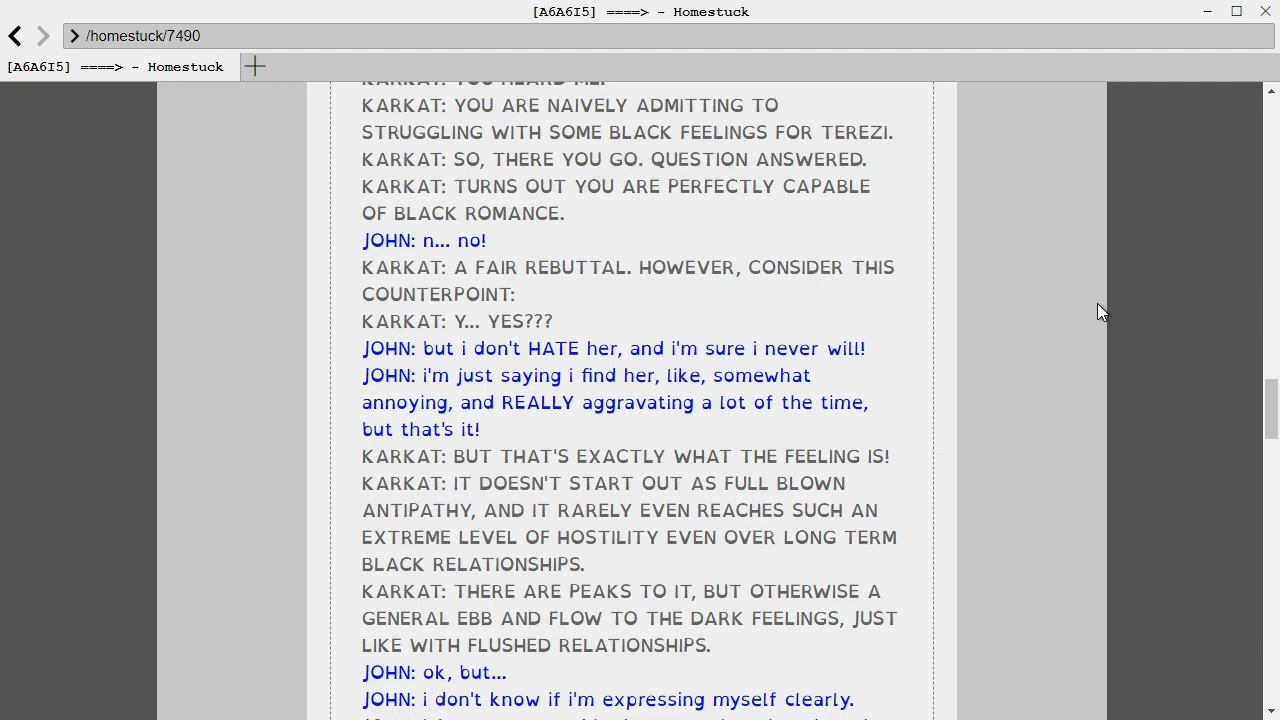 [A6A6I5] ====> - Homestuck
/homestuck/7490
[A6A6I5] ====> - Homestuck
KARKAT: YOU HEARD ME.
KARKAT: YOU ARE NAIVELY ADMITTING TO
STRUGGLING WITH SOME BLACK FEELINGS FOR TEREZI.
KARKAT: SO, THERE YOU GO. QUESTION ANSWERED.
KARKAT: TURNS OUT YOU ARE PERFECTLY CAPABLE
OF BLACK ROMANCE.
JOHN: n... no!
KARKAT: A FAIR REBUTTAL. HOWEVER, CONSIDER THIS
COUNTERPOINT:
KARKAT: Y... YES???
JOHN: but i don't HATE her, and i'm sure i never will!
JOHN: i'm just saying i find her, like, somewhat
annoying, and REALLY aggravating a lot of the time,
but that's it!
KARKAT: BUT THAT'S EXACTLY WHAT THE FEELING IS!
KARKAT: IT DOESN'T START OUT AS FULL BLOWN
ANTIPATHY, AND IT RARELY EVEN REACHES SUCH AN
EXTREME LEVEL OF HOSTILITY EVEN OVER LONG TERM
BLACK RELATIONSHIPS.
KARKAT: THERE ARE PEAKS TO IT, BUT OTHERWISE A
GENERAL EBB AND FLOW TO THE DARK FEELINGS, JUST
LIKE WITH FLUSHED RELATIONSHIPS.
JOHN: ok, but...
JOHN: i don't know if i'm expressing myself clearly.